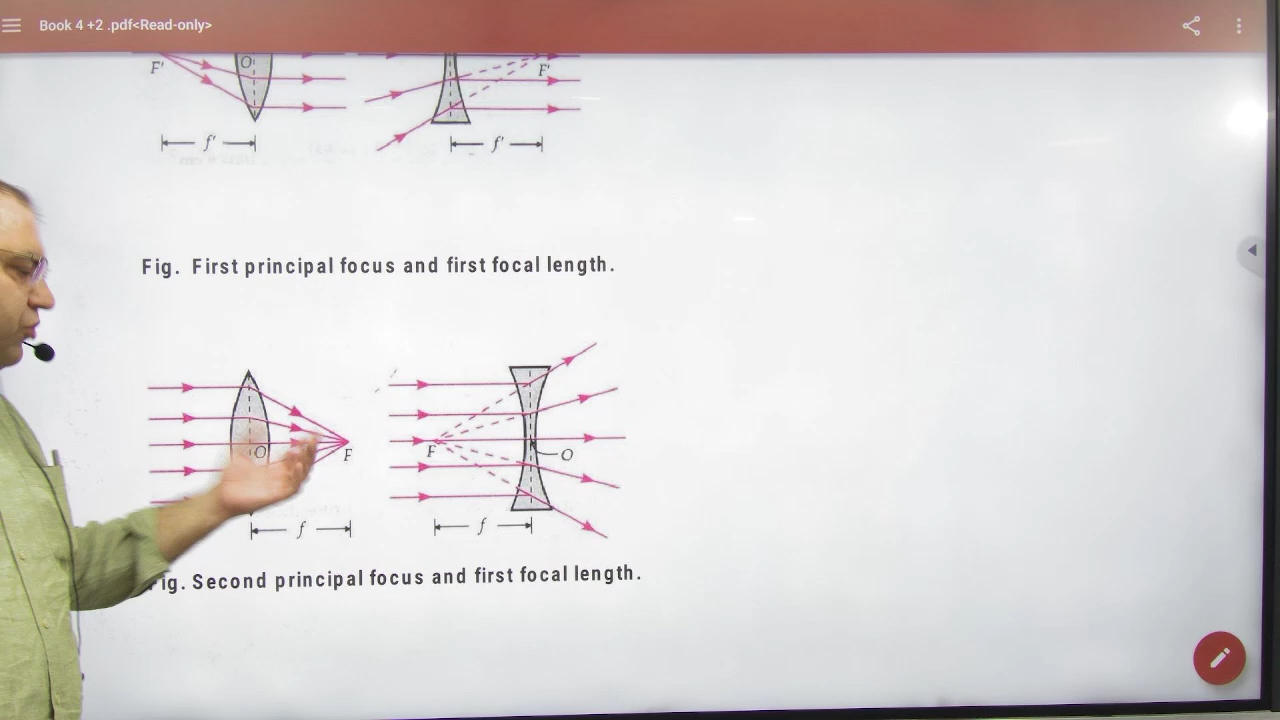 Book 4 +2 .pdf<Read-only>
F' O F'
f' f'
Fig. First principal focus and first focal length.
O F F O
f f
Fig. Second principal focus and first focal length.